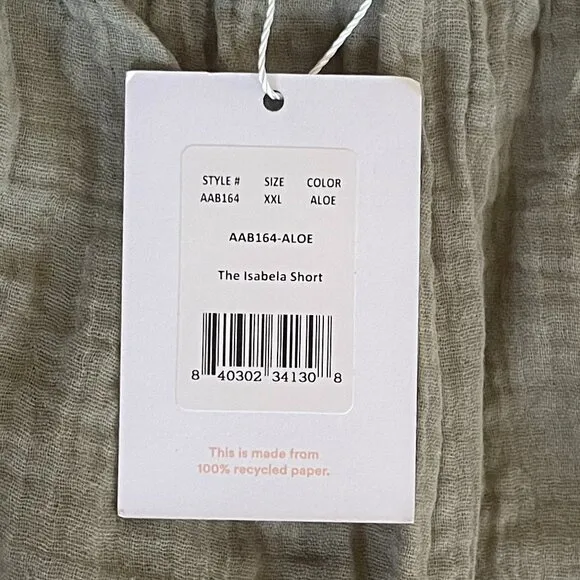 STYLE # SIZE COLOR
AAB164 XXL ALOE
AAB164-ALOE
The Isabela Short
8 40302 34130 8
This is made from
100% recycled paper.